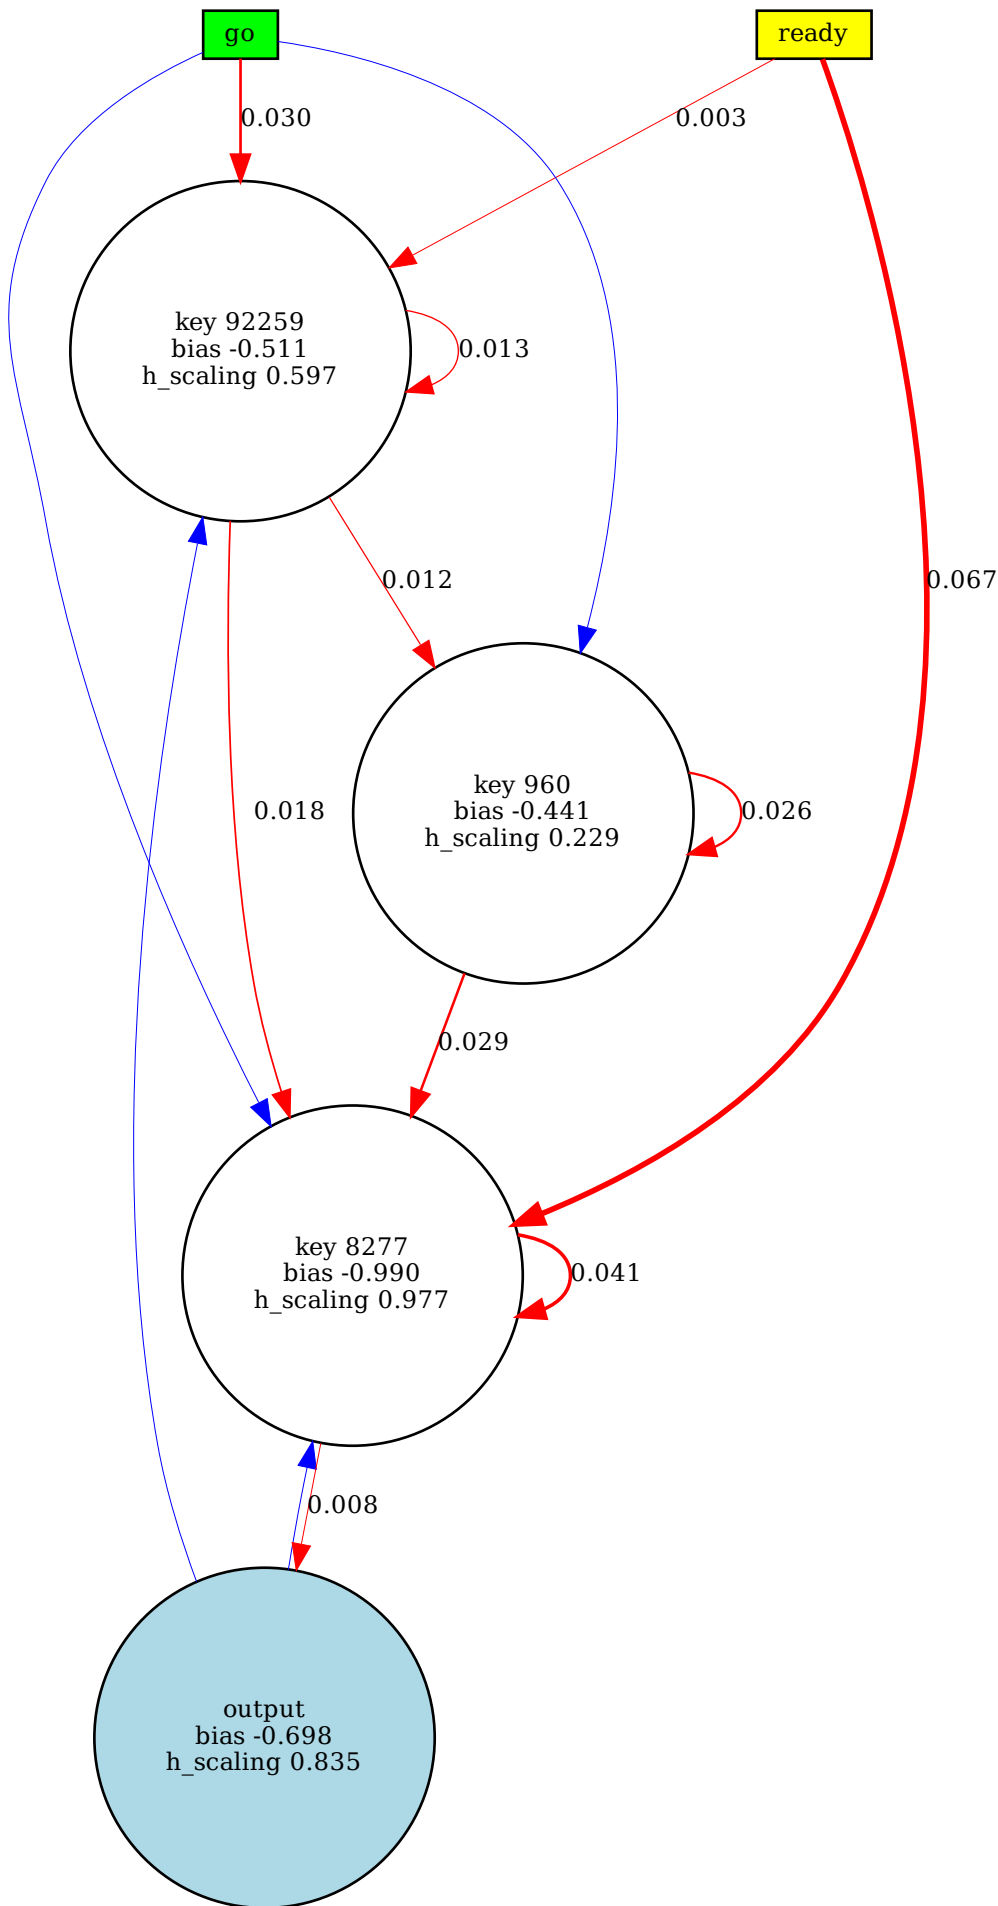 go
ready
0.030
0.003
key 92259
bias -0.511
h_scaling 0.597
0.013
0.012
0.067
key 960
bias -0.441
h_scaling 0.229
0.018
0.026
0.029
key 8277
bias -0.990
h_scaling 0.977
0.041
0.008
output
bias -0.698
h_scaling 0.835